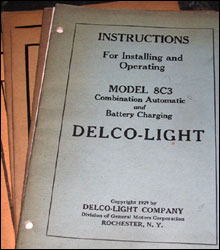 INSTRUCTIONS
For Installing and
Operating
MODEL 8C3
Combination Automatic
and
Battery Charging
DELCO-LIGHT
Copyright 1929 by
DELCO-LIGHT COMPANY
Division of General Motors Corporation
ROCHESTER, N. Y.